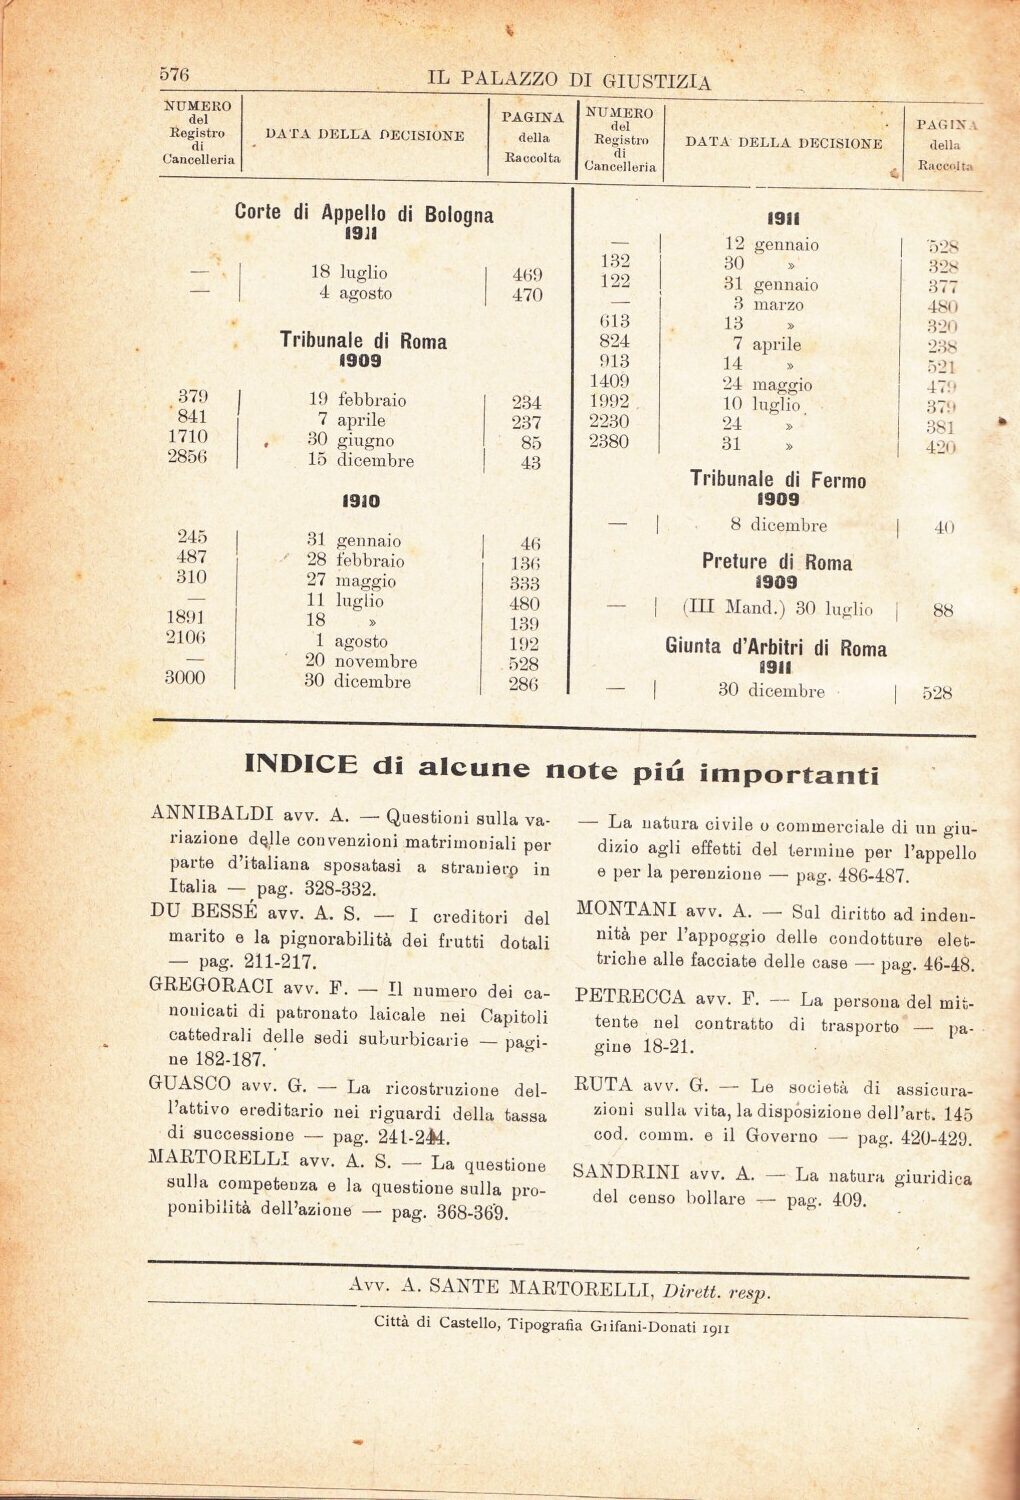 576
IL PALAZZO DI GIUSTIZIA
NUMERO
del
Registro
di
Cancelleria
DATA DELLA DECISIONE
PAGINA
della
Raccolta
Corte di Appello di Bologna
1911
— 18 luglio 469
— 4 agosto 470
Tribunale di Roma
1909
379 19 febbraio 234
841 7 aprile 237
1710 30 giugno 85
2856 15 dicembre 43
1910
245 31 gennaio 46
487 28 febbraio 136
310 27 maggio 333
— 11 luglio 480
1891 18 » 139
2106 1 agosto 192
— 20 novembre 528
3000 30 dicembre 286
NUMERO
del
Registro
di
Cancelleria
DATA DELLA DECISIONE
PAGINA
della
Raccolta
1911
— 12 gennaio 528
132 30 » 328
122 31 gennaio 377
— 3 marzo 480
613 13 » 320
824 7 aprile 238
913 14 » 521
1409 24 maggio 479
1992 10 luglio 379
2230 24 » 381
2380 31 » 420
Tribunale di Fermo
1909
— 8 dicembre 40
Preture di Roma
1909
— (III Mand.) 30 luglio 88
Giunta d'Arbitri di Roma
1911
— 30 dicembre 528
INDICE di alcune note piú importanti
ANNIBALDI avv. A. — Questioni sulla va-
riazione delle convenzioni matrimoniali per
parte d'italiana sposatasi a straniero in
Italia — pag. 328-332.
DU BESSÉ avv. A. S. — I creditori del
marito e la pignorabilità dei frutti dotali
— pag. 211-217.
GREGORACI avv. F. — Il numero dei ca-
nonicati di patronato laicale nei Capitoli
cattedrali delle sedi suburbicarie — pagi-
ne 182-187.
GUASCO avv. G. — La ricostruzione del-
l'attivo ereditario nei riguardi della tassa
di successione — pag. 241-244.
MARTORELLI avv. A. S. — La questione
sulla competenza e la questione sulla pro-
ponibilità dell'azione — pag. 368-369.
— La natura civile o commerciale di un giu-
dizio agli effetti del termine per l'appello
e per la perenzione — pag. 486-487.
MONTANI avv. A. — Sul diritto ad inden-
nità per l'appoggio delle condotture elet-
triche alle facciate delle case — pag. 46-48.
PETRECCA avv. F. — La persona del mit-
tente nel contratto di trasporto — pa-
gine 18-21.
RUTA avv. G. — Le società di assicura-
zioni sulla vita, la disposizione dell'art. 145
cod. comm. e il Governo — pag. 420-429.
SANDRINI avv. A. — La natura giuridica
del censo bollare — pag. 409.
Avv. A. SANTE MARTORELLI, Dirett. resp.
Città di Castello, Tipografia Grifani-Donati 1911